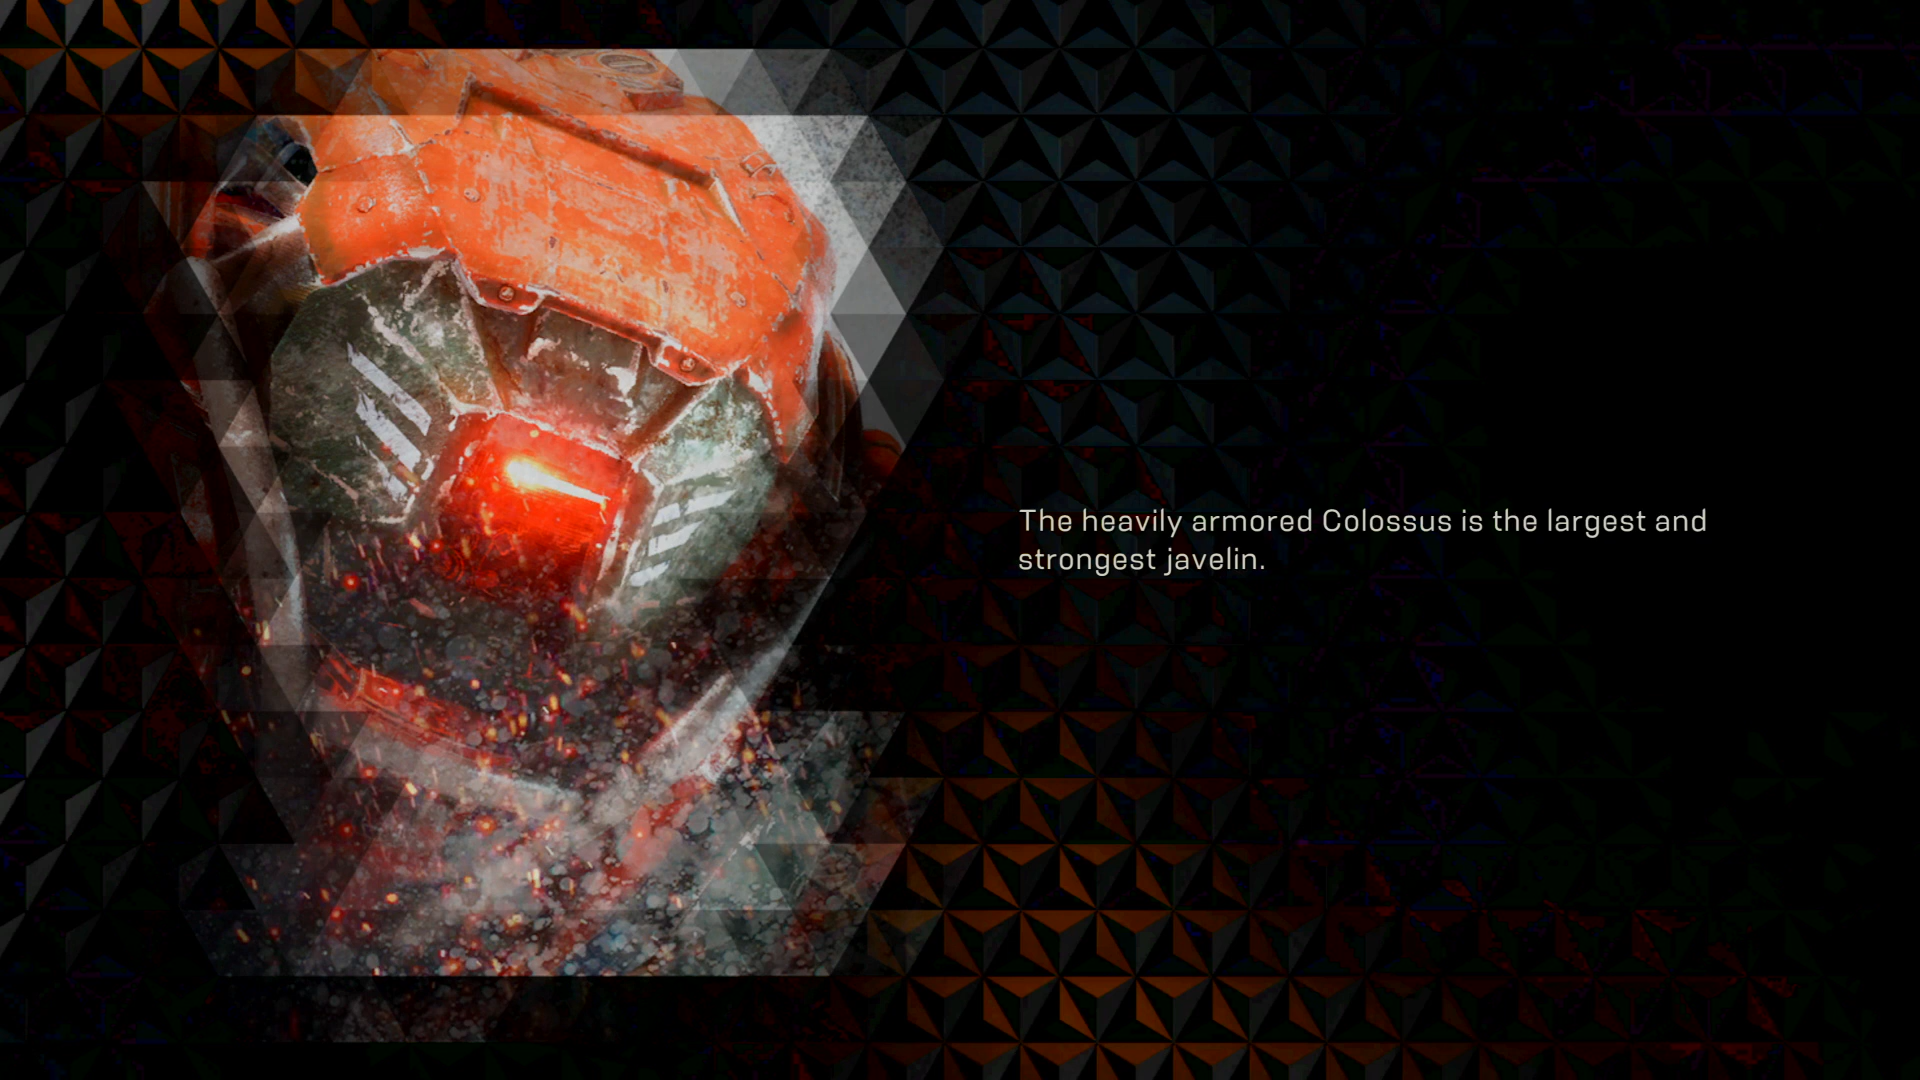 The heavily armored Colossus is the largest and
strongest javelin.